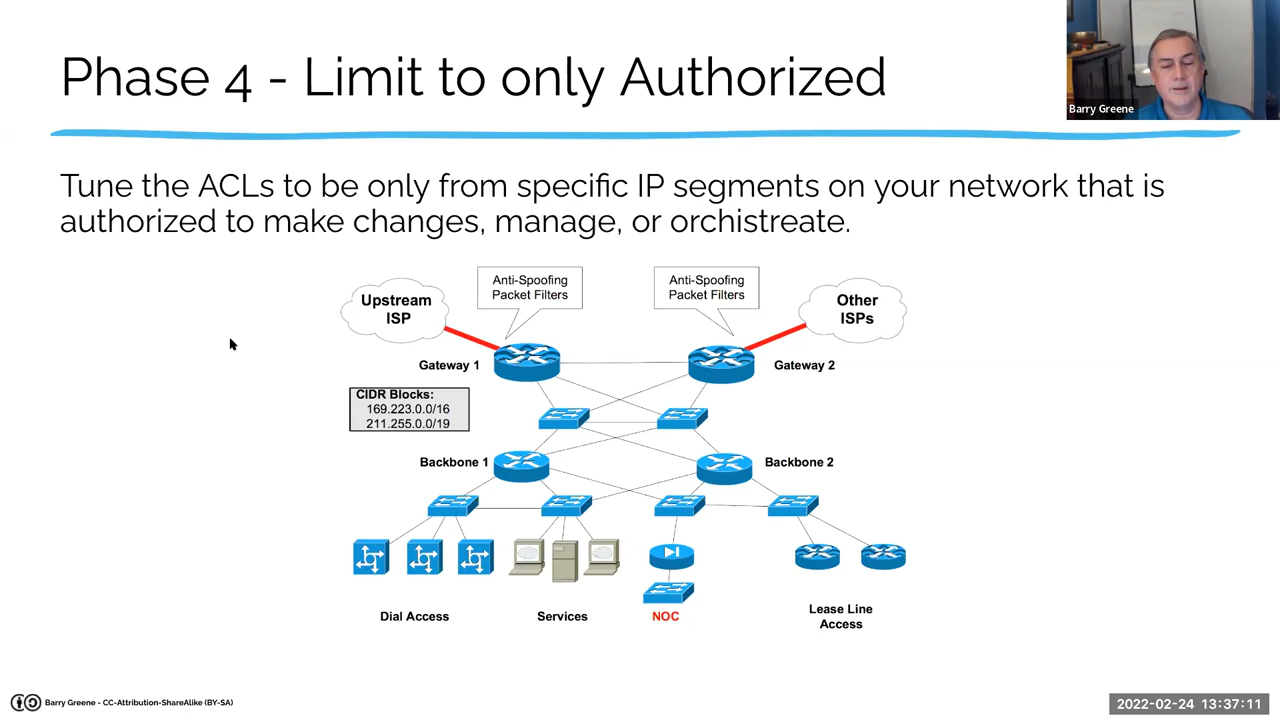 Phase 4 - Limit to only Authorized
Barry Greene
Tune the ACLs to be only from specific IP segments on your network that is
authorized to make changes, manage, or orchistreate.
Anti-Spoofing
Packet Filters
Anti-Spoofing
Packet Filters
Upstream
ISP
Other
ISPs
Gateway 1
Gateway 2
CIDR Blocks:
169.223.0.0/16
211.255.0.0/19
Backbone 1
Backbone 2
Dial Access
Services
NOC
Lease Line
Access
Barry Greene - CC-Attribution-ShareAlike (BY-SA)
2022-02-24 13:37:11